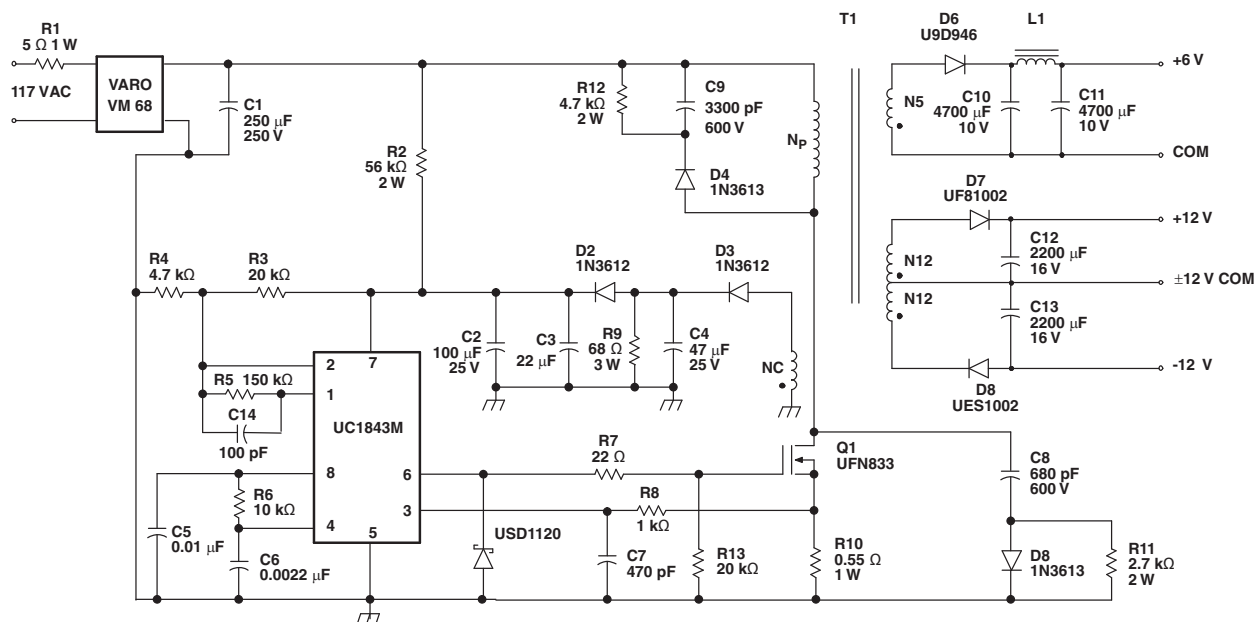 R1
5 Ω 1 W
117 VAC
VARO
VM 68
C1
250 μF
250 V
R2
56 kΩ
2 W
R12
4.7 kΩ
2 W
C9
3300 pF
600 V
D4
1N3613
NP
T1
D6
U9D946
L1
N5
C10
4700 μF
10 V
C11
4700 μF
10 V
+6 V
COM
D7
UF81002
+12 V
N12
N12
C12
2200 μF
16 V
±12 V COM
C13
2200 μF
16 V
-12 V
D8
UES1002
R4
4.7 kΩ
R3
20 kΩ
D2
1N3612
D3
1N3612
C2
100 μF
25 V
C3
22 μF
R9
68 Ω
3 W
C4
47 μF
25 V
NC
R5 150 kΩ
C14
100 pF
2
7
1
UC1843M
8
6
3
4
5
R6
10 kΩ
C5
0.01 μF
C6
0.0022 μF
USD1120
R7
22 Ω
R8
1 kΩ
C7
470 pF
R13
20 kΩ
Q1
UFN833
R10
0.55 Ω
1 W
C8
680 pF
600 V
D8
1N3613
R11
2.7 kΩ
2 W